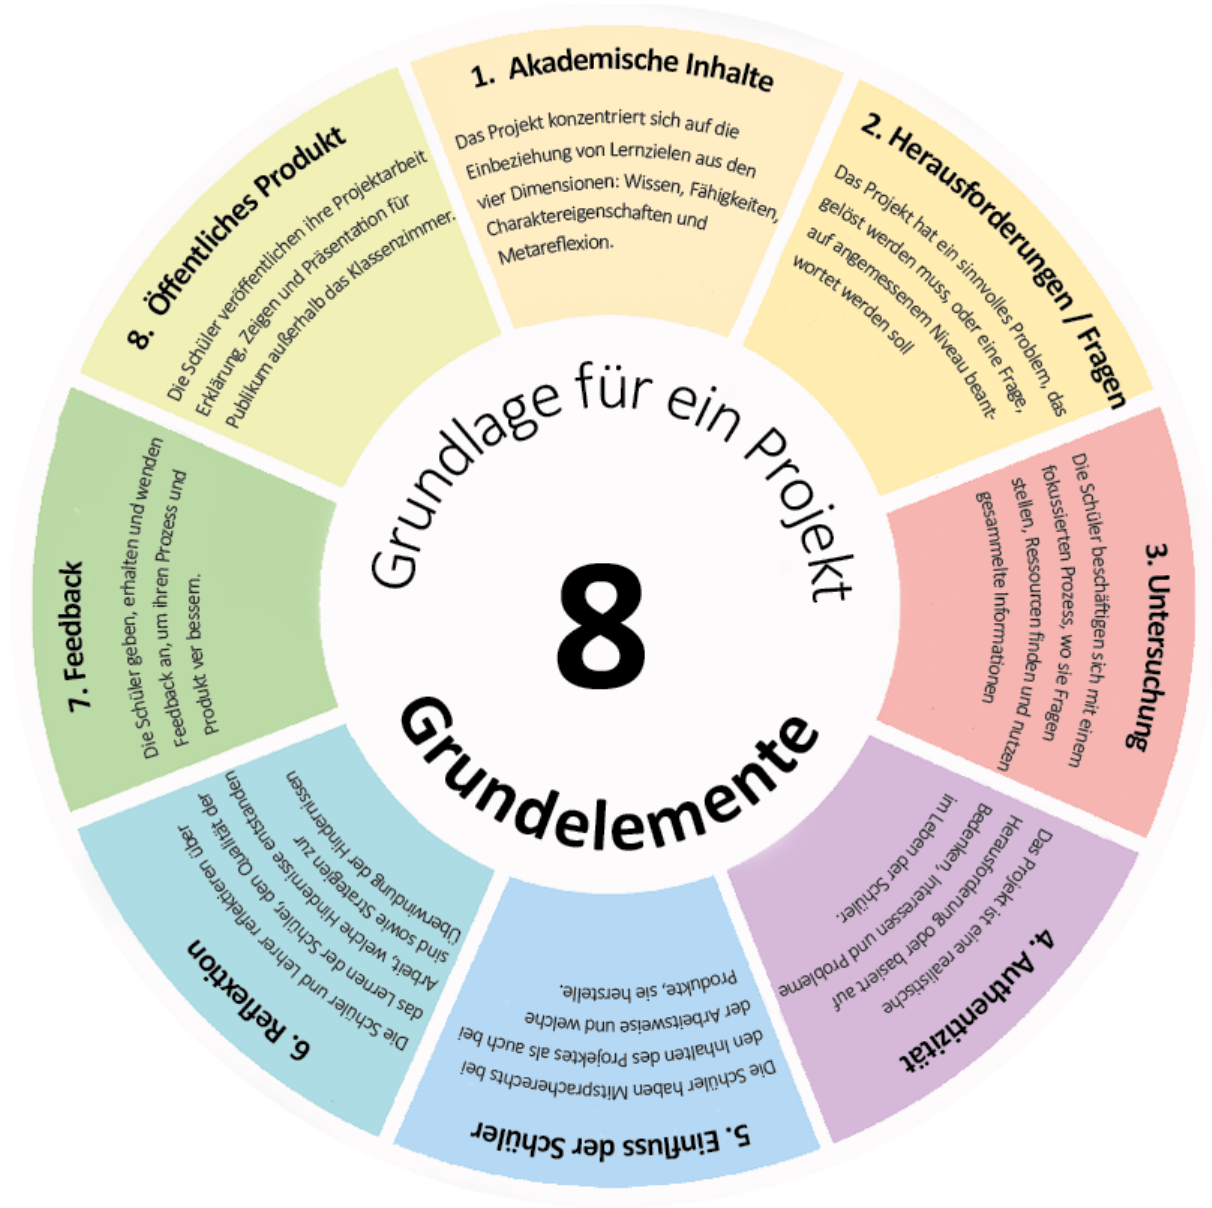 Grundlage für ein Projekt
8
Grundelemente
1. Akademische Inhalte
Das Projekt konzentriert sich auf die
Einbeziehung von Lernzielen aus den
vier Dimensionen: Wissen, Fähigkeiten,
Charaktereigenschaften und
Metareflexion.
2. Herausforderungen / Fragen
Das Projekt hat ein sinnvolles Problem, das
gelöst werden muss, oder eine Frage,
auf angemessenem Niveau beant-
wortet werden soll
3. Untersuchung
Die Schüler beschäftigen sich mit einem
fokussierten Prozess, wo sie Fragen
stellen, Ressourcen finden und nutzen
gesammelte Informationen
4. Authentizität
Das Projekt ist eine realistische
Herausforderung oder basiert auf
Bedenken, Interessen und Probleme
im Leben der Schüler.
5. Einfluss der Schüler
Die Schüler haben Mitspracherechts bei
den Inhalten des Projektes als auch bei
der Arbeitsweise und welche
Produkte, sie herstelle.
6. Reflexktion
Die Schüler und Lehrer reflektieren über
das Lernen der Schüler, den Qualität der
Arbeit, welche Hindernisse entstanden
sind sowie Strategien zur
Überwindung der Hindernissen
7. Feedback
Die Schüler geben, erhalten und wenden
Feedback an, um ihren Prozess und
Produkt ver bessern.
8. Öffentliches Produkt
Die Schüler veröffentlichen ihre Projektarbeit
Erklärung, Zeigen und Präsentation für
Publikum außerhalb das Klassenzimmer.